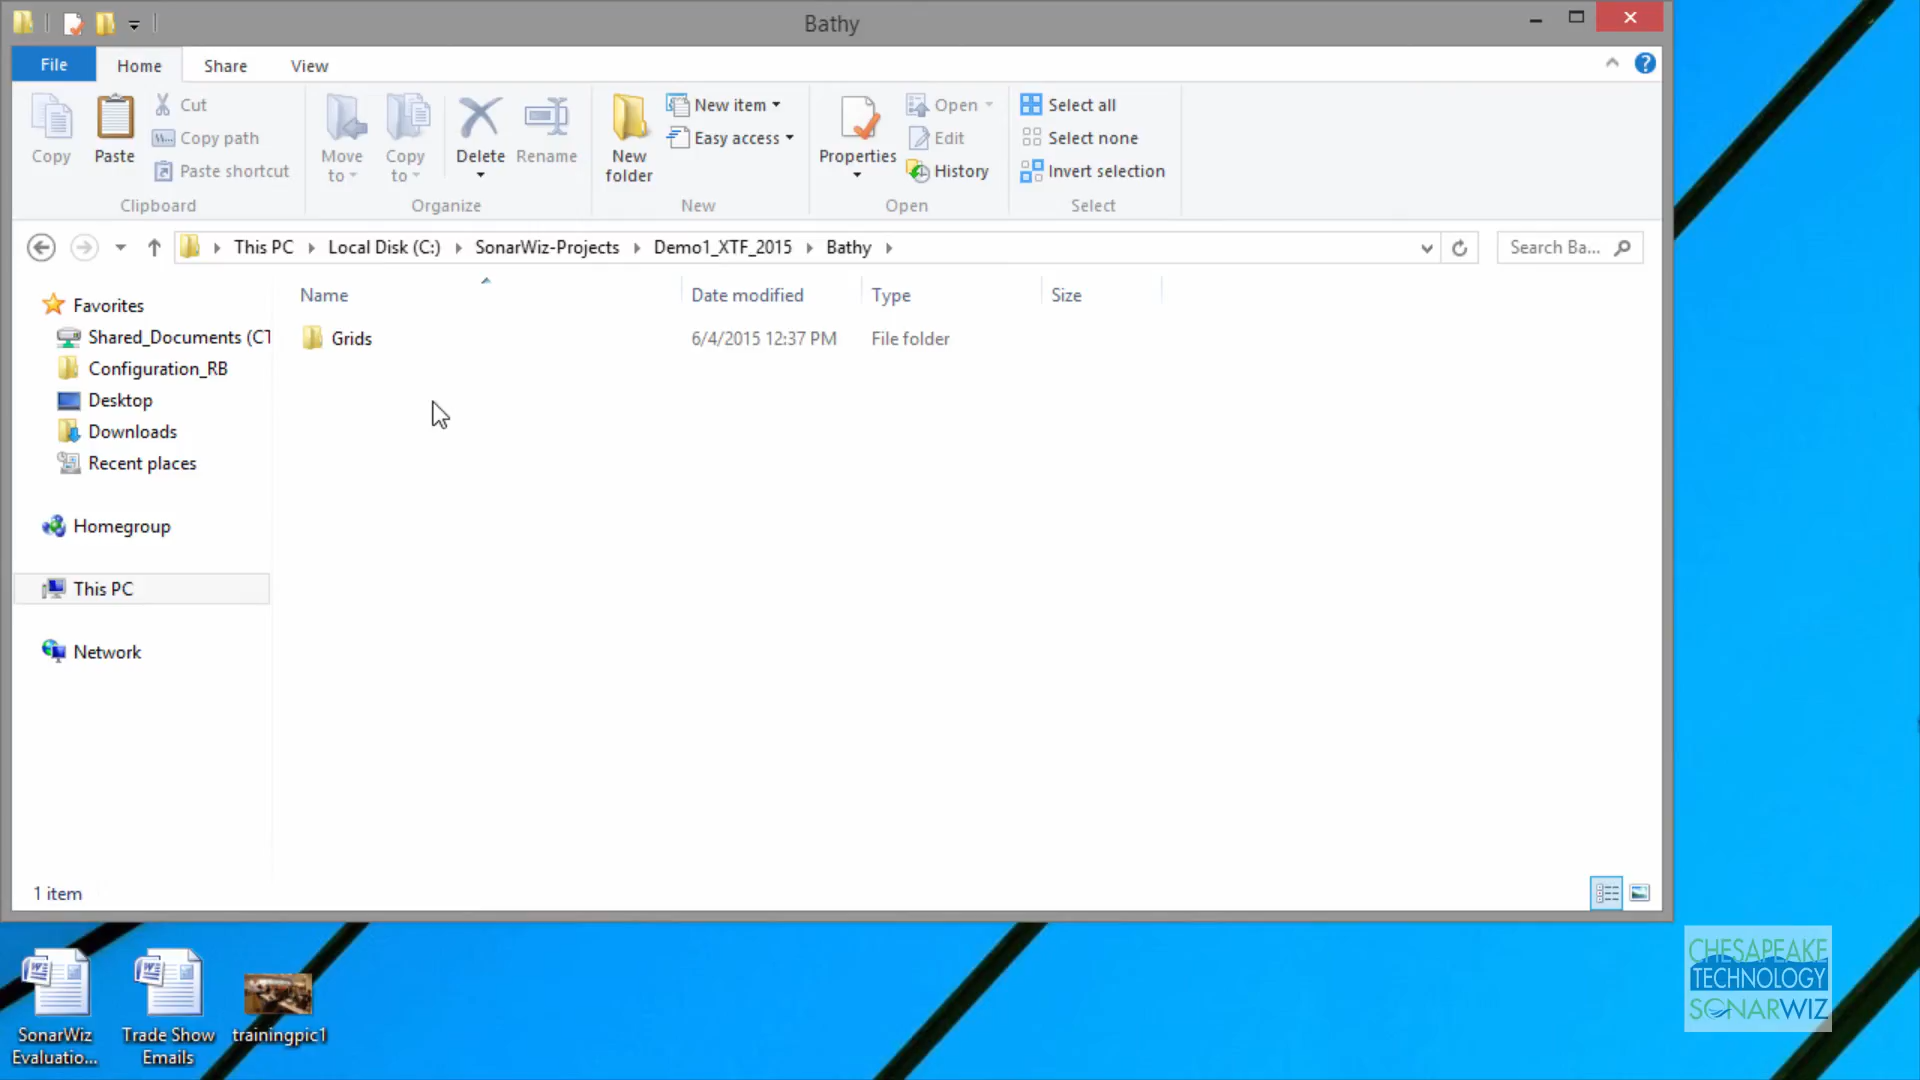 Bathy
File
Home
Share
View
Copy
Paste
Cut
Copy path
Paste shortcut
Clipboard
Move to
Copy to
Delete
Rename
Organize
New folder
New item
Easy access
New
Properties
Open
Edit
History
Open
Select all
Select none
Invert selection
Select
This PC
Local Disk (C:)
SonarWiz-Projects
Demo1_XTF_2015
Bathy
Search Ba...
Name
Date modified
Type
Size
Grids
6/4/2015 12:37 PM
File folder
Favorites
Shared_Documents (CT
Configuration_RB
Desktop
Downloads
Recent places
Homegroup
This PC
Network
1 item
SonarWiz
Evaluatio...
Trade Show
Emails
trainingpic1
CHESAPEAKE
TECHNOLOGY
SONARWIZ